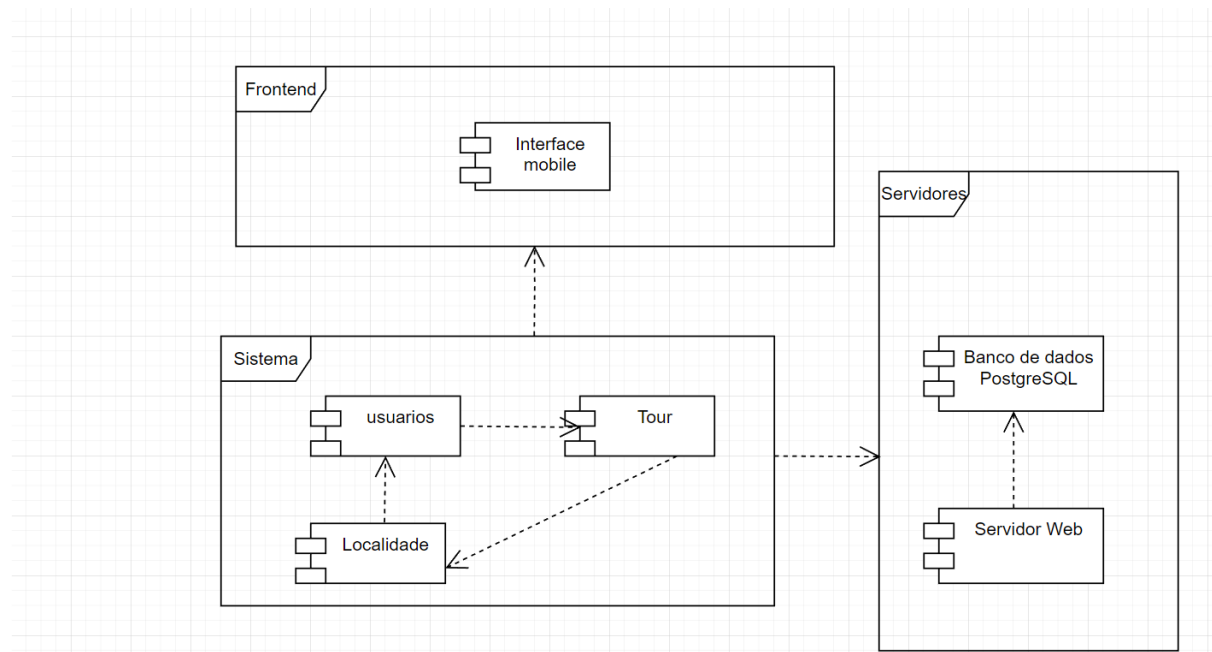 Frontend
Interface
mobile
Servidores
Sistema
usuarios
Tour
Localidade
Banco de dados
PostgreSQL
Servidor Web